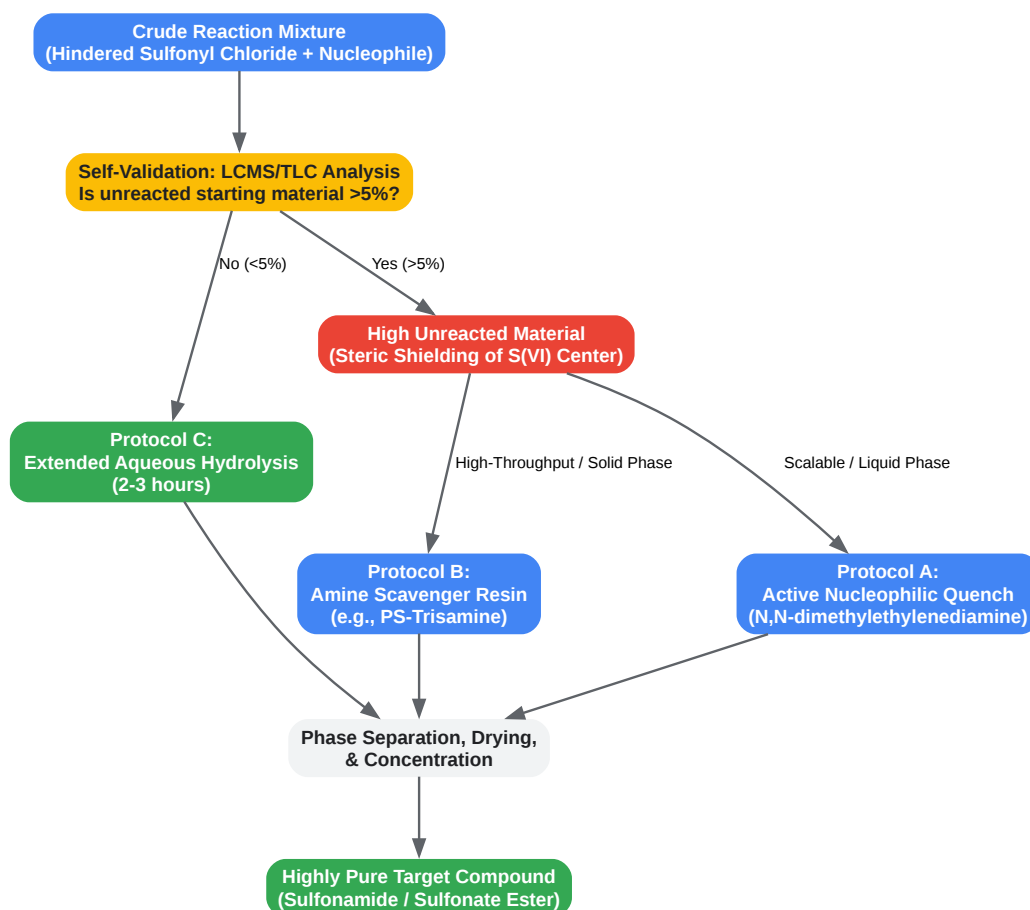 Crude Reaction Mixture
(Hindered Sulfonyl Chloride + Nucleophile)
Self-Validation: LCMS/TLC Analysis
Is unreacted starting material >5%?
No (<5%)
Yes (>5%)
High Unreacted Material
(Steric Shielding of S(VI) Center)
Protocol C:
Extended Aqueous Hydrolysis
(2-3 hours)
High-Throughput / Solid Phase
Scalable / Liquid Phase
Protocol B:
Amine Scavenger Resin
(e.g., PS-Trisamine)
Protocol A:
Active Nucleophilic Quench
(N,N-dimethylethylenediamine)
Phase Separation, Drying,
& Concentration
Highly Pure Target Compound
(Sulfonamide / Sulfonate Ester)